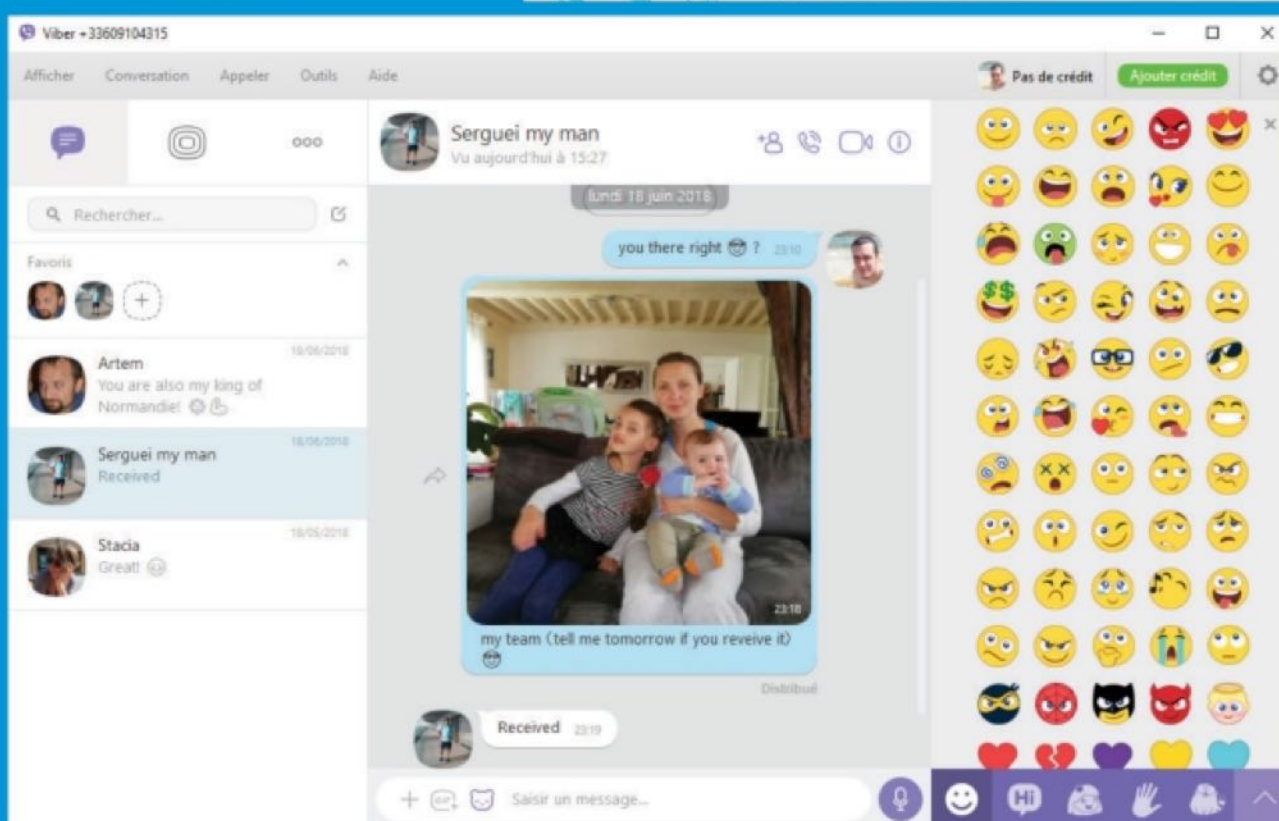 Viber +33609104315
Afficher Conversation Appeler Outils Aide
Pas de crédit
Ajouter crédit
Rechercher...
Favoris
Artem
18/06/2018
You are also my king of
Normandie!
Serguei my man
18/06/2018
Received
Stacia
Great!
Serguei my man
Vu aujourd'hui à 15:27
lundi 18 juin 2018
you there right ? 23:10
23:18
my team (tell me tomorrow if you reveive it)
Distribué
Received 23:19
GIF
Saisir un message...
Hi